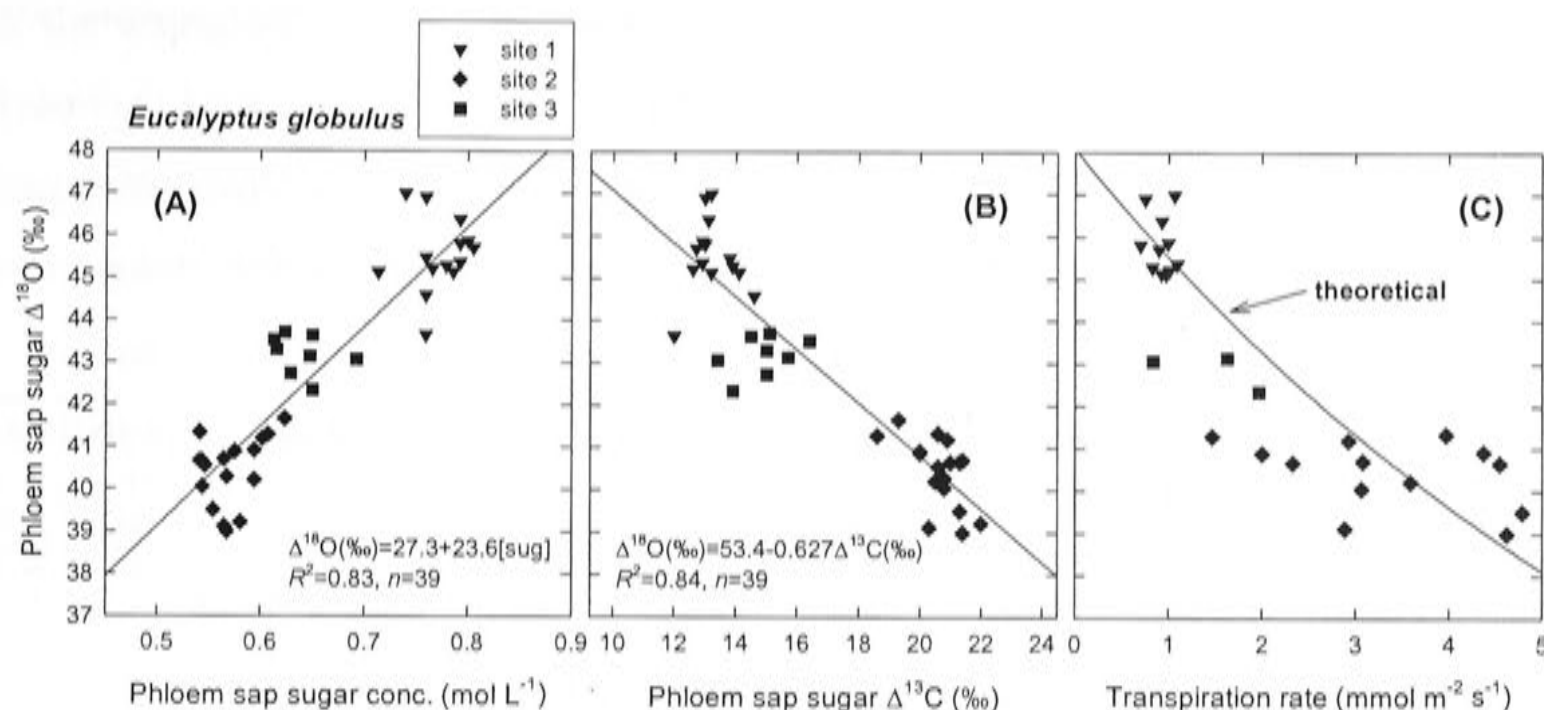 site 1
site 2
site 3
Eucalyptus globulus
48
47
46
45
44
43
42
41
40
39
38
37
Phloem sap sugar Δ¹⁸O (‰)
(A)
Δ¹⁸O(‰)=27.3+23.6[sug]
R²=0.83, n=39
0.5 0.6 0.7 0.8 0.9
Phloem sap sugar conc. (mol L⁻¹)
(B)
Δ¹⁸O(‰)=53.4-0.627Δ¹³C(‰)
R²=0.84, n=39
10 12 14 16 18 20 22 24
Phloem sap sugar Δ¹³C (‰)
(C)
theoretical
0 1 2 3 4 5
Transpiration rate (mmol m⁻² s⁻¹)